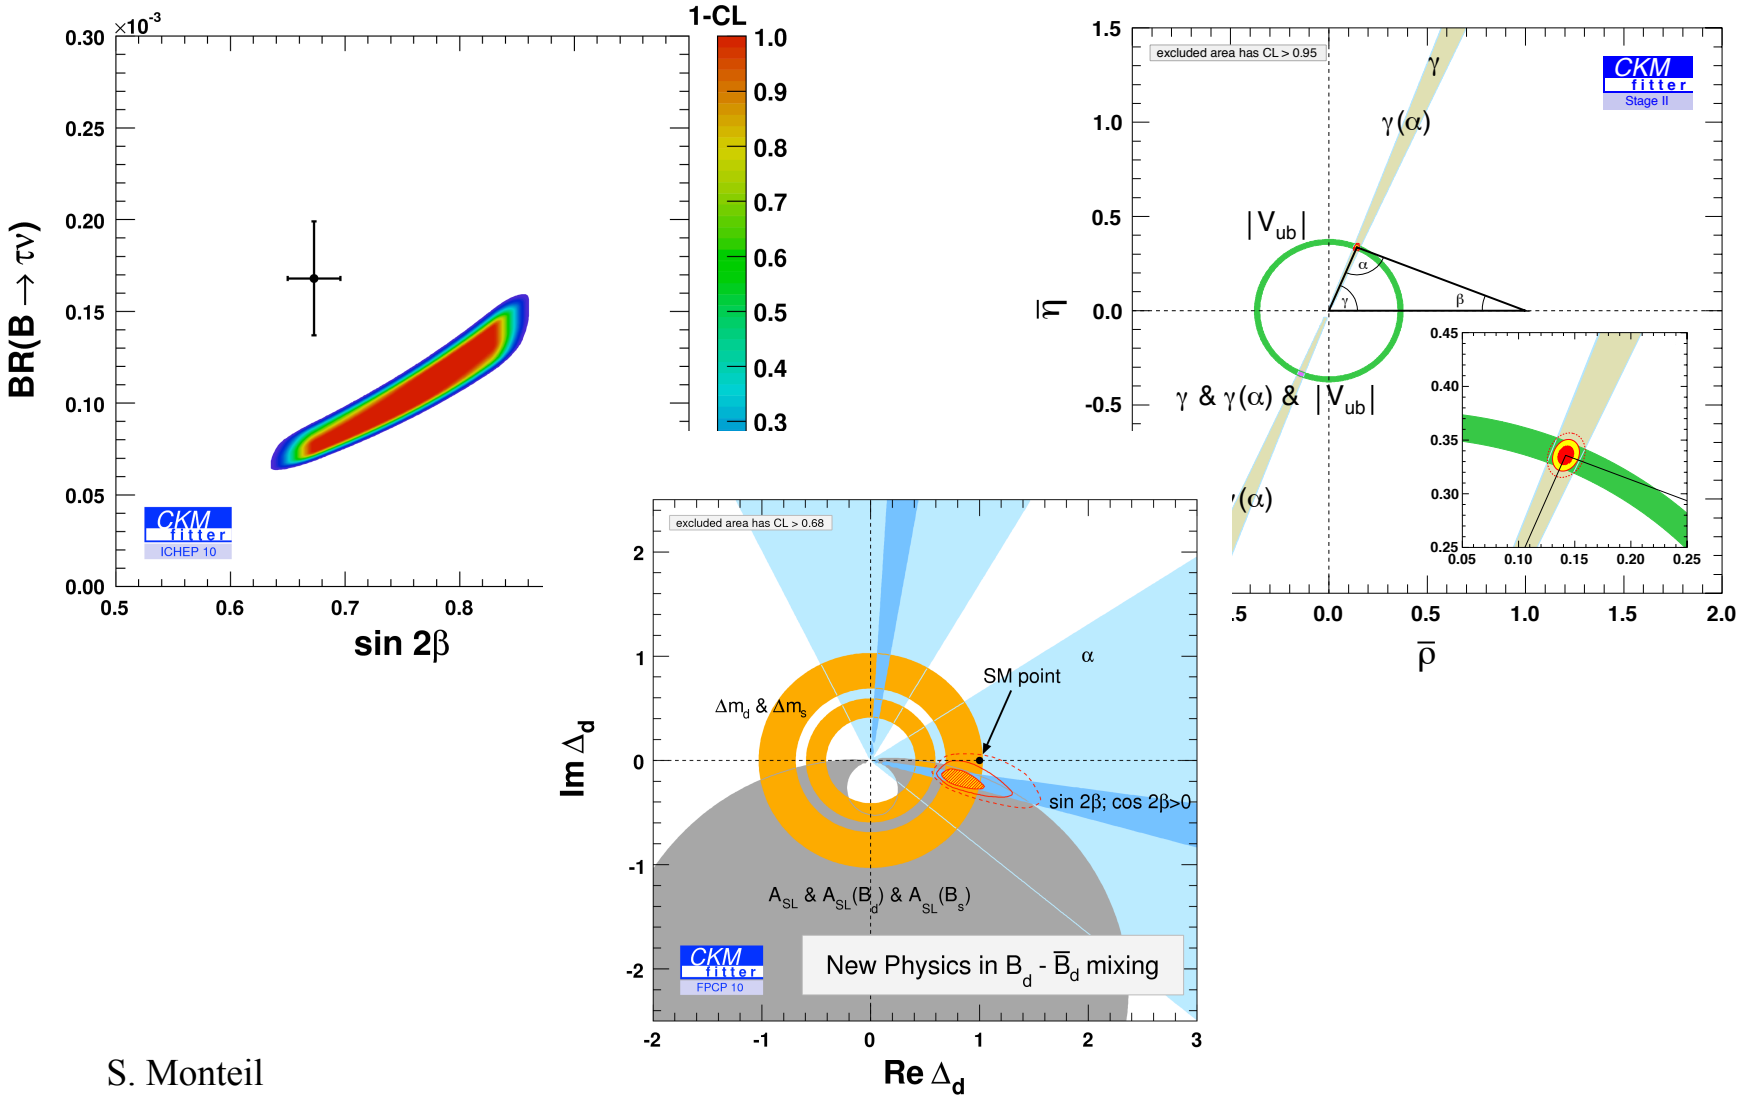 ×10⁻³
1-CL
0.30
0.25
0.20
0.15
0.10
0.05
0.00
BR(B → τν)
0.5
0.6
0.7
0.8
sin 2β
1.0
0.9
0.8
0.7
0.6
0.5
0.4
0.3
CKM
fitter
ICHEP 10
excluded area has CL > 0.95
CKM
fitter
Stage II
1.5
1.0
0.5
0.0
-0.5
η̅
γ
γ(α)
|Vub|
α
γ
β
γ & γ(α) & |Vub|
(α)
0.45
0.40
0.35
0.30
0.25
0.05
0.10
0.15
0.20
0.25
.5
0.0
0.5
1.0
1.5
2.0
ρ̅
excluded area has CL > 0.68
2
1
0
-1
-2
Im Δd
α
SM point
Δmd & Δms
sin 2β; cos 2β>0
ASL & ASL(Bd) & ASL(Bs)
CKM
fitter
FPCP 10
New Physics in Bd - B̅d mixing
-2
-1
0
1
2
3
Re Δd
S. Monteil